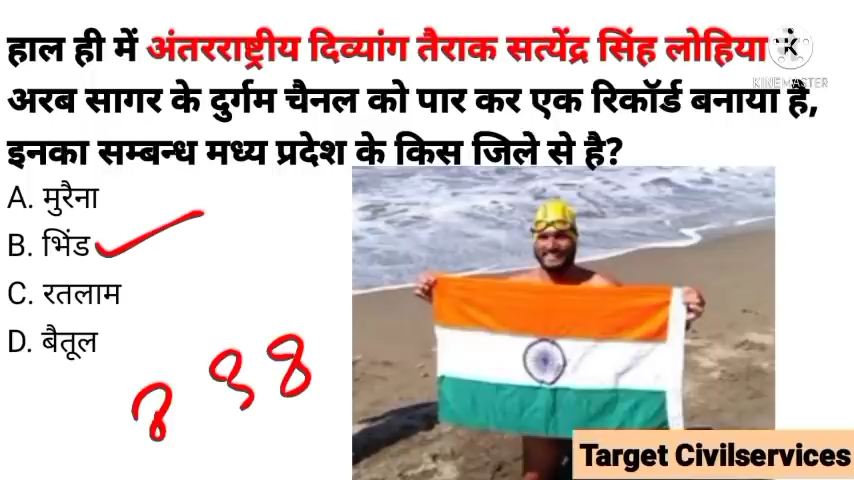 हाल ही में अंतरराष्ट्रीय दिव्यांग तैराक सत्येंद्र सिंह लोहिया ने
KINEMASTER
अरब सागर के दुर्गम चैनल को पार कर एक रिकॉर्ड बनाया है,
इनका सम्बन्ध मध्य प्रदेश के किस जिले से है?
A. मुरैना
B. भिंड
C. रतलाम
D. बैतूल
Target Civilservices